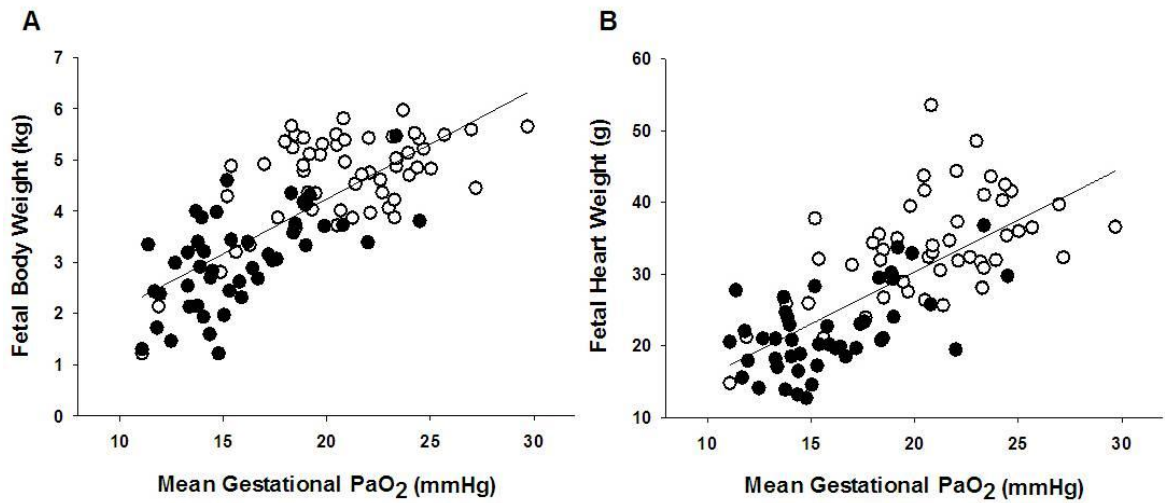 A
7
6
5
4
3
2
1
0
Fetal Body Weight (kg)
10 15 20 25 30
Mean Gestational PaO2 (mmHg)
B
60
50
40
30
20
10
Fetal Heart Weight (g)
10 15 20 25 30
Mean Gestational PaO2 (mmHg)